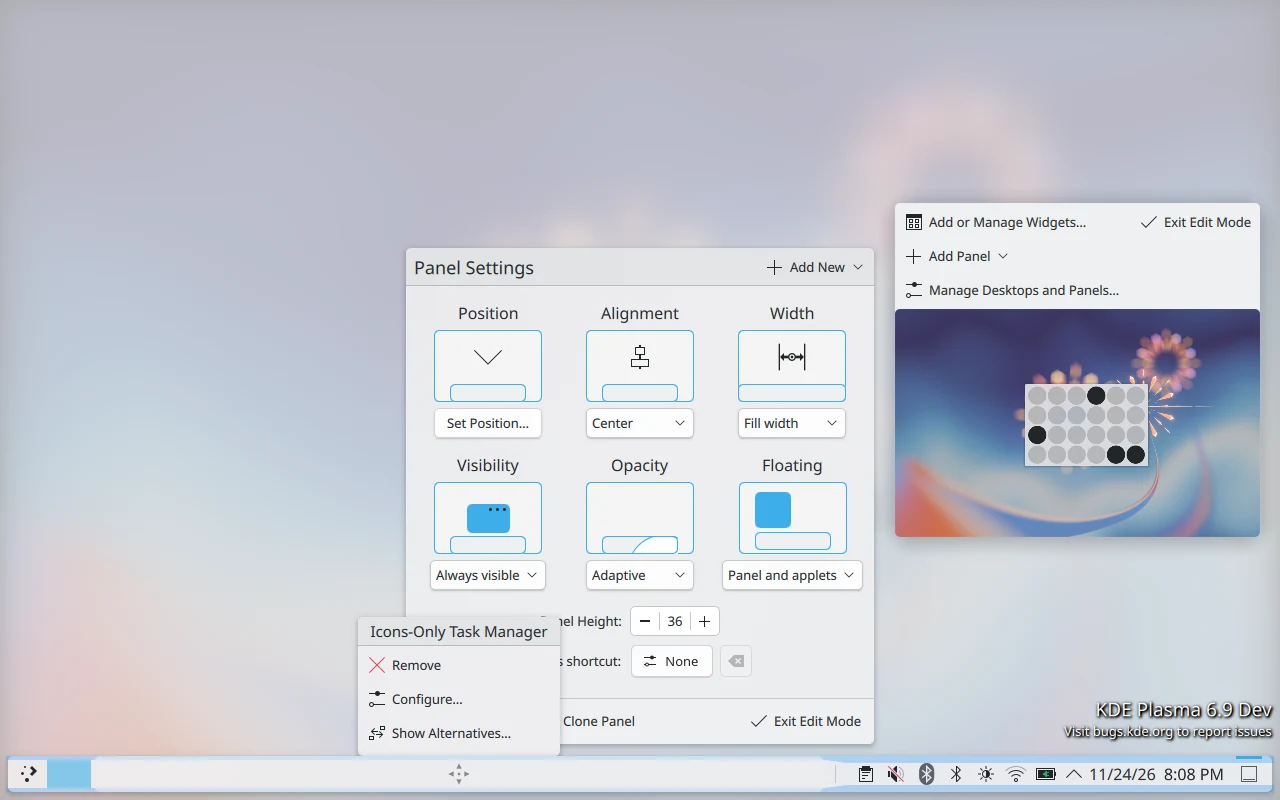 Add or Manage Widgets...
Exit Edit Mode
Add Panel
Manage Desktops and Panels...
Panel Settings
Add New
Position
Alignment
Width
Set Position...
Center
Fill width
Visibility
Opacity
Floating
Always visible
Adaptive
Panel and applets
Height:
36
shortcut:
None
Clone Panel
Exit Edit Mode
Icons-Only Task Manager
Remove
Configure...
Show Alternatives...
KDE Plasma 6.9 Dev
Visit bugs.kde.org to report issues
11/24/26 8:08 PM